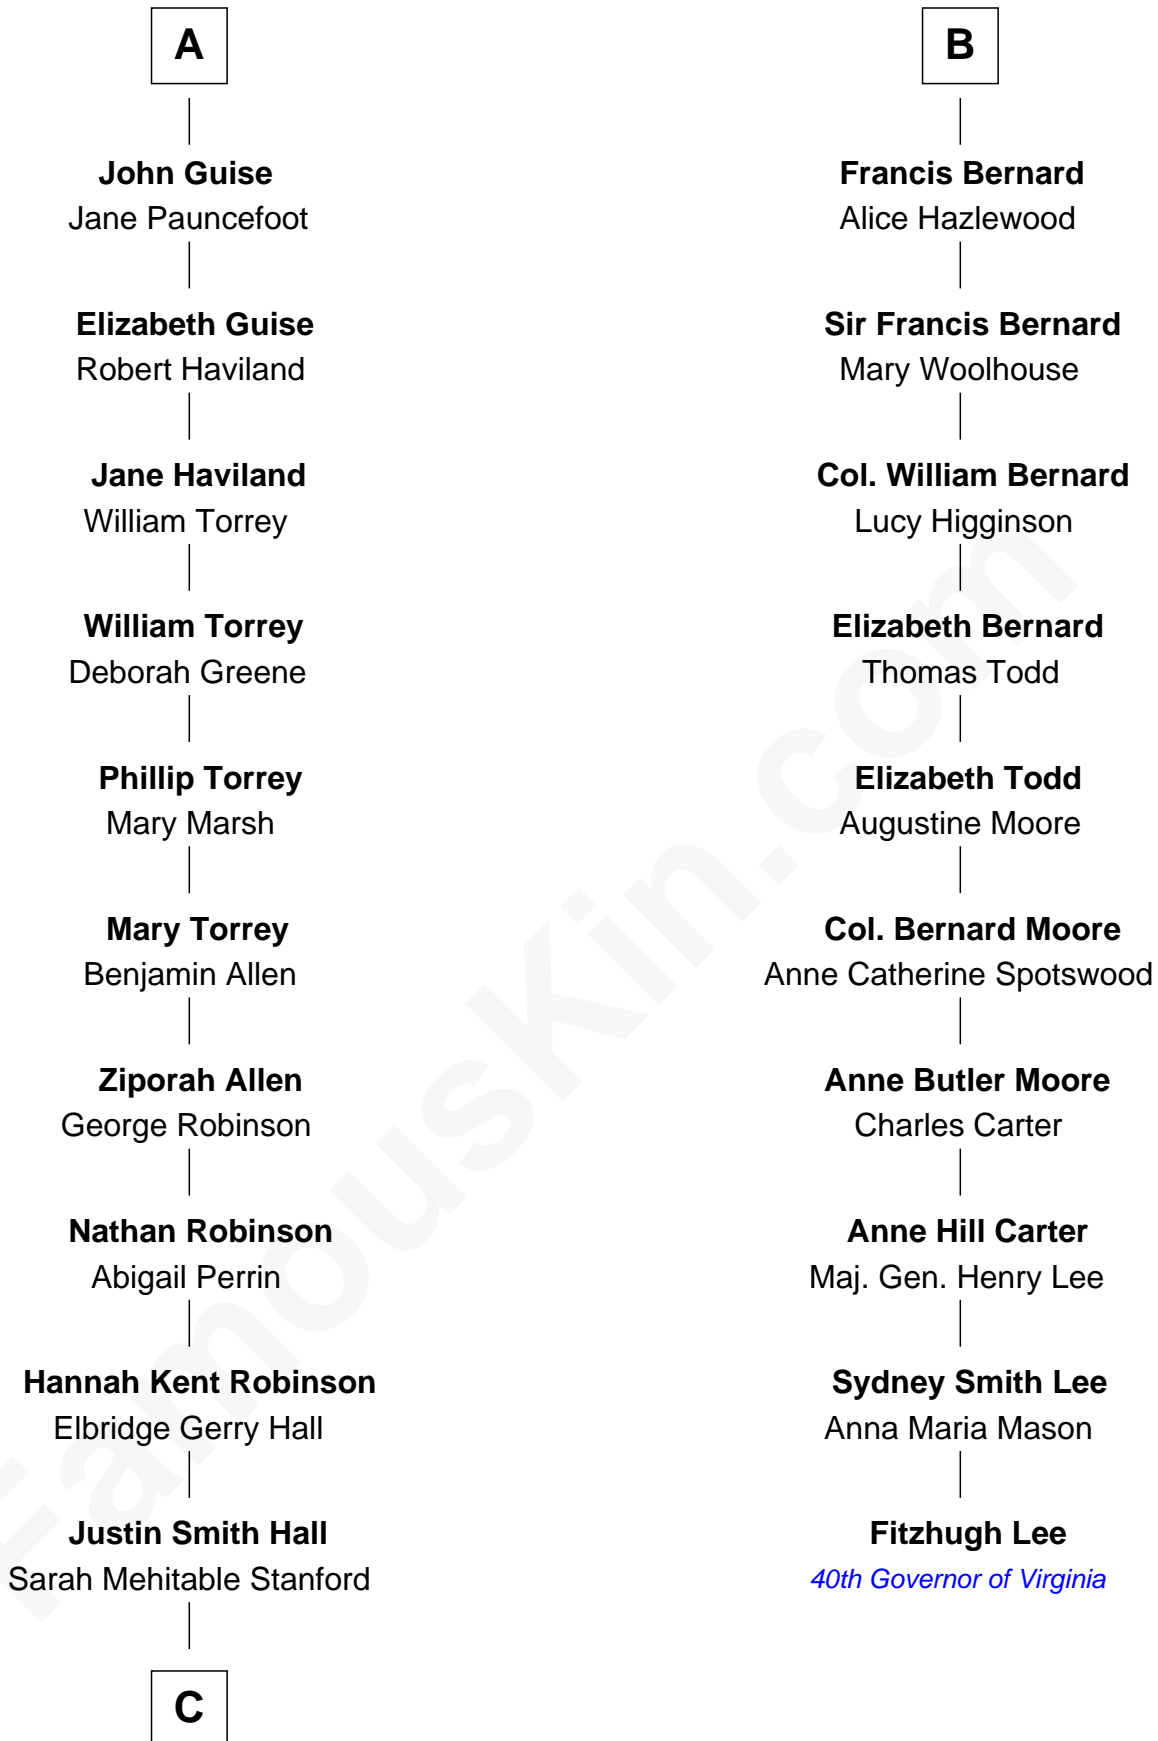 A
John Guise
Jane Pauncefoot
Elizabeth Guise
Robert Haviland
Jane Haviland
William Torrey
William Torrey
Deborah Greene
Phillip Torrey
Mary Marsh
Mary Torrey
Benjamin Allen
Ziporah Allen
George Robinson
Nathan Robinson
Abigail Perrin
Hannah Kent Robinson
Elbridge Gerry Hall
Justin Smith Hall
Sarah Mehitable Stanford
C
B
Francis Bernard
Alice Hazlewood
Sir Francis Bernard
Mary Woolhouse
Col. William Bernard
Lucy Higginson
Elizabeth Bernard
Thomas Todd
Elizabeth Todd
Augustine Moore
Col. Bernard Moore
Anne Catherine Spotswood
Anne Butler Moore
Charles Carter
Anne Hill Carter
Maj. Gen. Henry Lee
Sydney Smith Lee
Anna Maria Mason
Fitzhugh Lee
40th Governor of Virginia
FamousKin.com